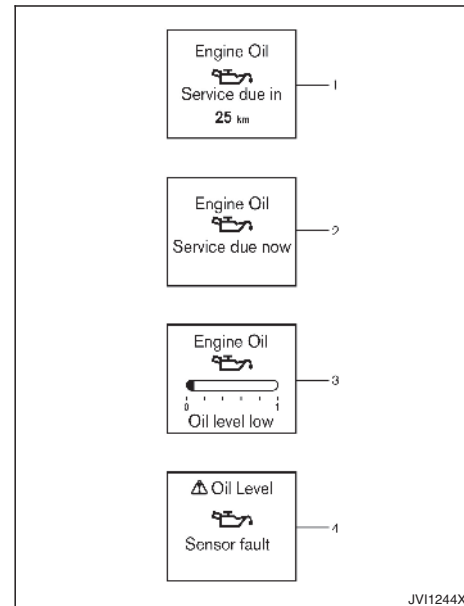 Engine Oil
Service due in
25 km
1
Engine Oil
Service due now
2
Engine Oil
0 1
Oil level low
3
⚠ Oil Level
Sensor fault
4
JVI1244X